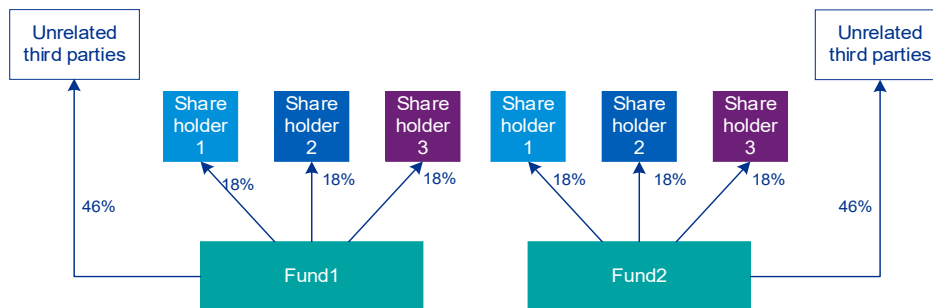 Unrelated
third parties
Unrelated
third parties
Share
holder
1
Share
holder
2
Share
holder
3
Share
holder
1
Share
holder
2
Share
holder
3
18%
18%
18%
18%
18%
18%
46%
46%
Fund1
Fund2